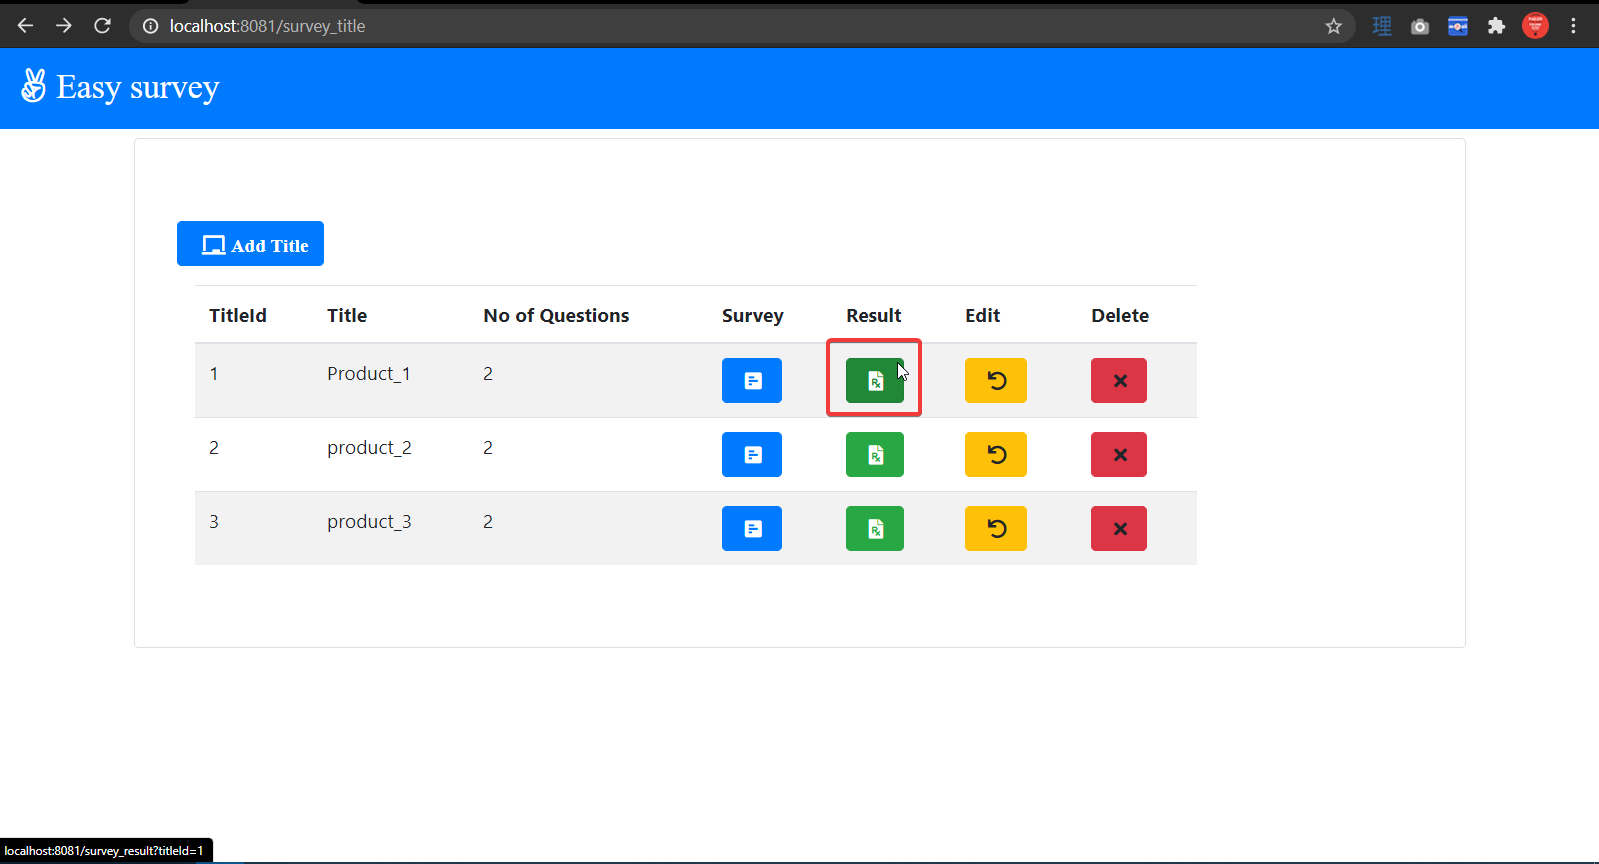 localhost:8081/survey_title
理
Easy survey
Add Title
TitleId Title No of Questions Survey Result Edit Delete
1 Product_1 2
2 product_2 2
3 product_3 2
localhost:8081/survey_result?titleId=1